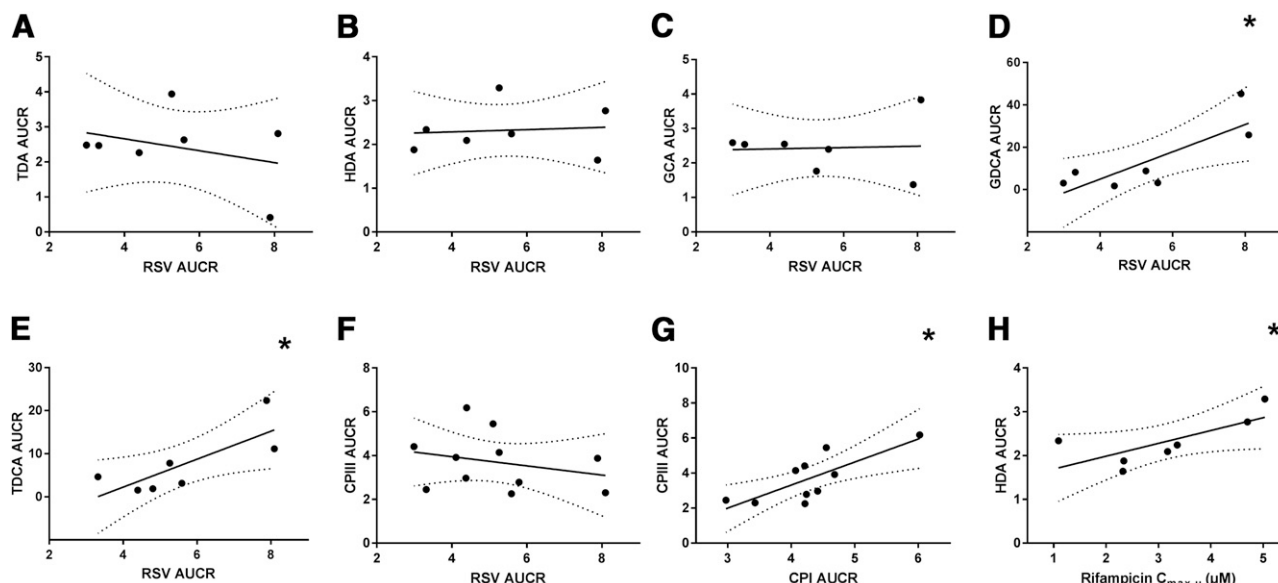 A
TDA AUCR
5
4
3
2
1
0
2 4 6 8
RSV AUCR
B
HDA AUCR
4
3
2
1
0
2 4 6 8
RSV AUCR
C
GCA AUCR
5
4
3
2
1
0
2 4 6 8
RSV AUCR
D
*
GDCA AUCR
60
40
20
0
2 4 6 8
RSV AUCR
E
*
TDCA AUCR
30
20
10
0
2 4 6 8
RSV AUCR
F
CPIII AUCR
8
6
4
2
0
2 4 6 8
RSV AUCR
G
*
CPIII AUCR
10
8
6
4
2
0
3 4 5 6
CPI AUCR
H
*
HDA AUCR
4
3
2
1
0
1 2 3 4 5
Rifampicin Cmax,u (µM)